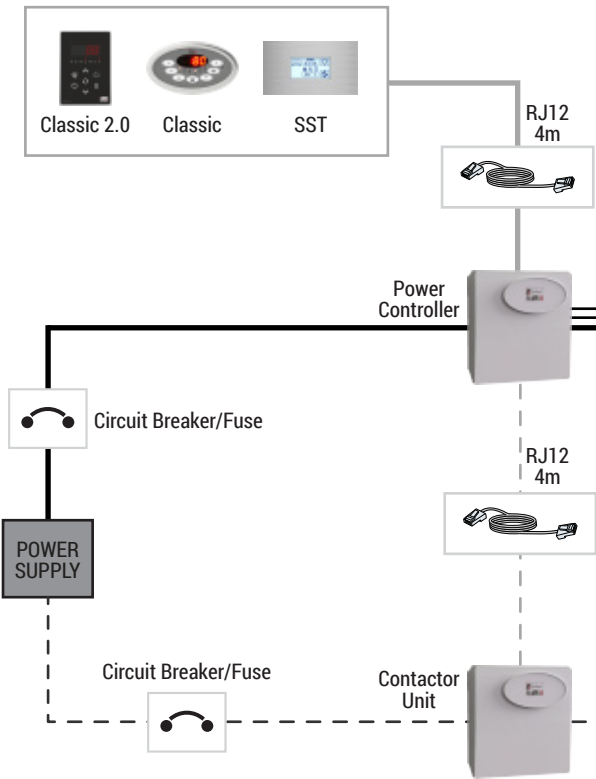 Classic 2.0 Classic SST
RJ12
4m
Power
Controller
Circuit Breaker/Fuse
RJ12
4m
POWER
SUPPLY
Circuit Breaker/Fuse
Contactor
Unit